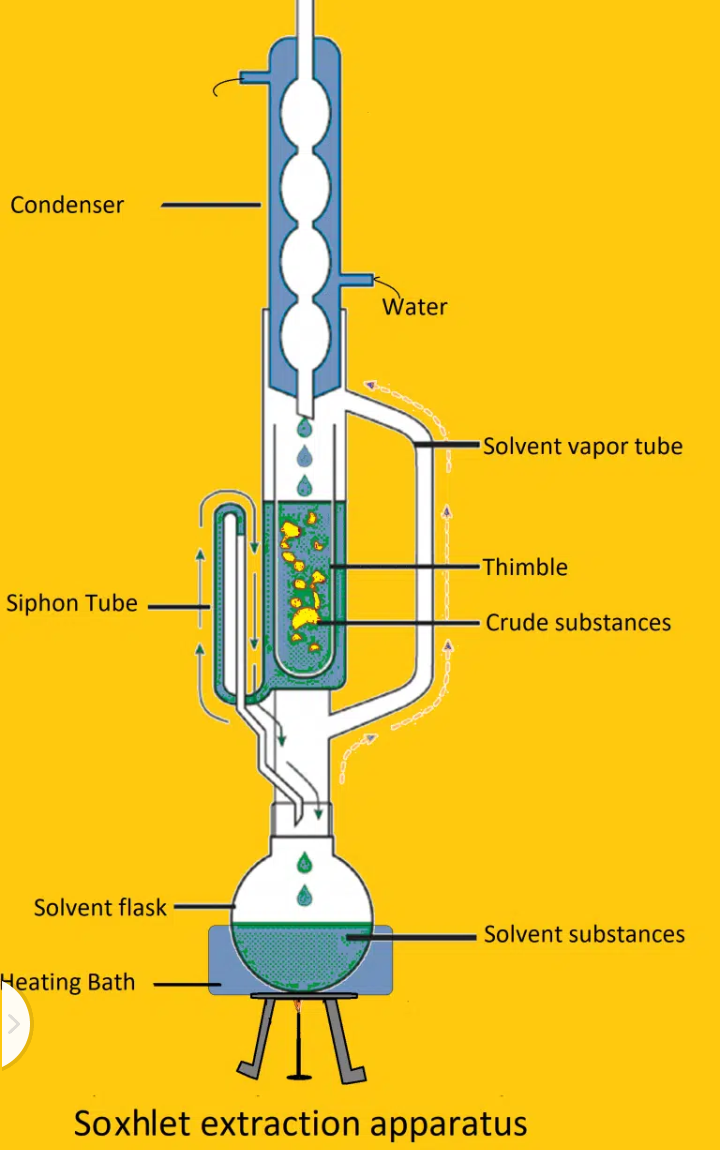 Condenser
Water
Solvent vapor tube
Thimble
Siphon Tube
Crude substances
Solvent flask
Solvent substances
Heating Bath
Soxhlet extraction apparatus